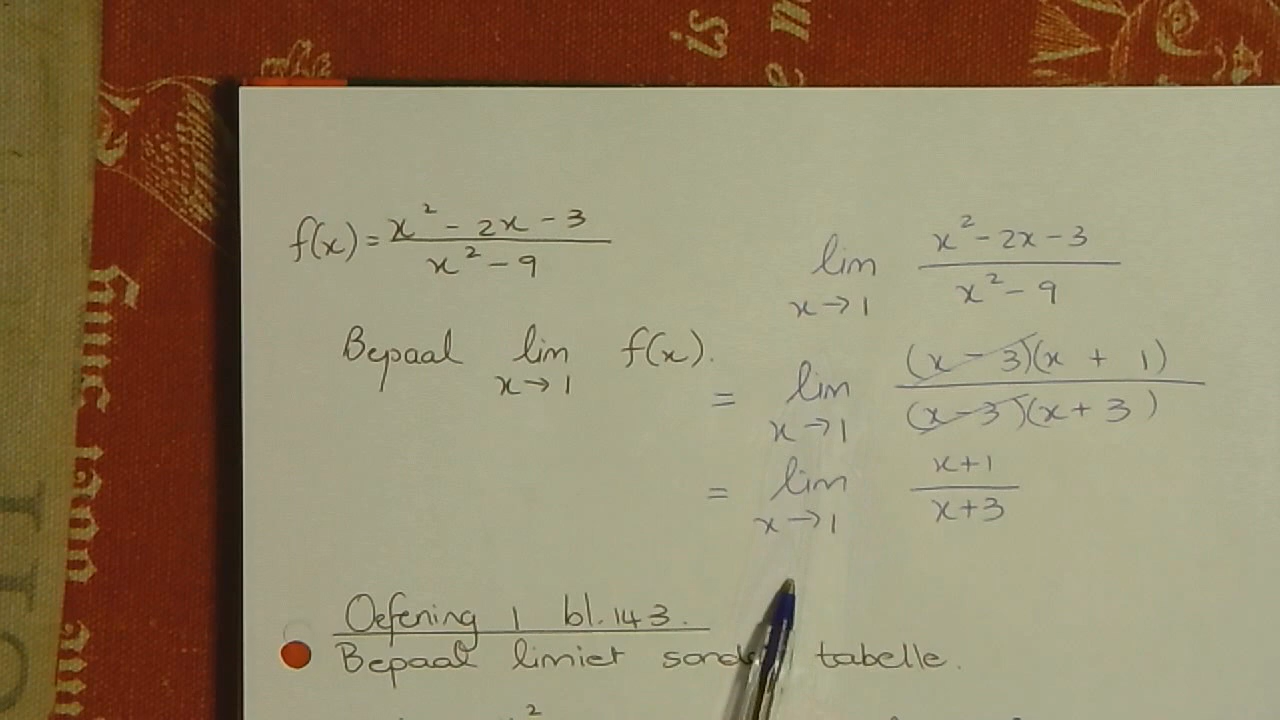 f(x) = (x² - 2x - 3)/(x² - 9)
Bepaal lim x→1 f(x).
lim x→1 (x² - 2x - 3)/(x² - 9)
= lim x→1 ((x - 3)(x + 1))/((x - 3)(x + 3))
= lim x→1 (x+1)/(x+3)
Oefening 1 bl. 143.
Bepaal limiet tabelle.
is